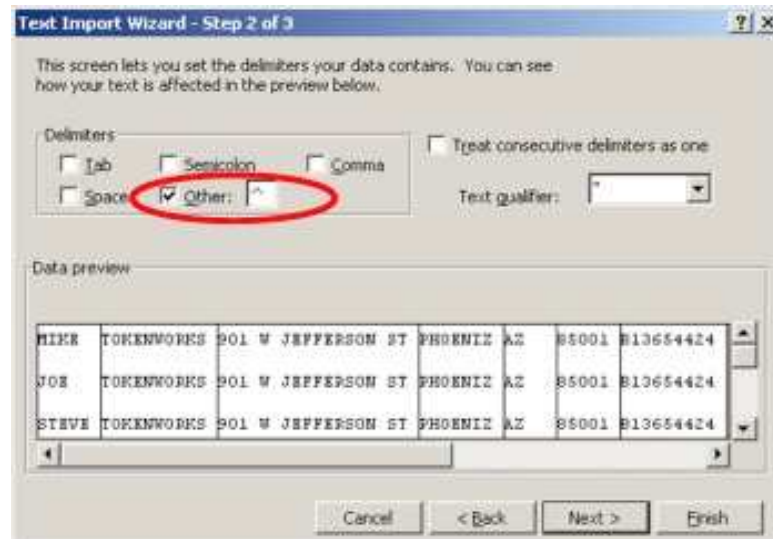 Text Import Wizard - Step 2 of 3
This screen lets you set the delimiters your data contains. You can see
how your text is affected in the preview below.
Delimiters
Tab Semicolon Comma
Space Other: ^
Treat consecutive delimiters as one
Text qualifier: "
Data preview
MIKE TOKENWORKS 901 W JEFFERSON ST PHOENIZ AZ 85001 B13654424
JOE TOKENWORKS 901 W JEFFERSON ST PHOENIZ AZ 85001 B13654424
STEVE TOKENWORKS 901 W JEFFERSON ST PHOENIZ AZ 85001 B13654424
Cancel < Back Next > Finish